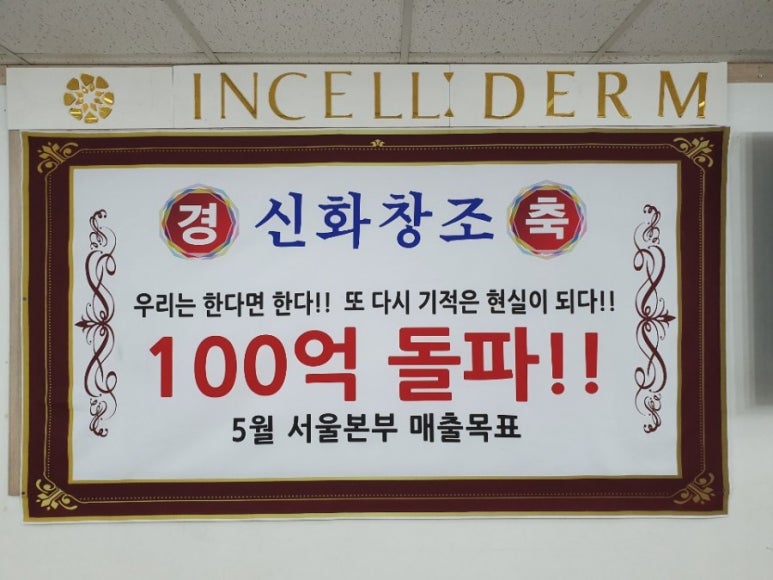 INCELLDERM
경 신화창조 축
우리는 한다면 한다!! 또 다시 기적은 현실이 되다!!
100억 돌파!!
5월 서울본부 매출목표